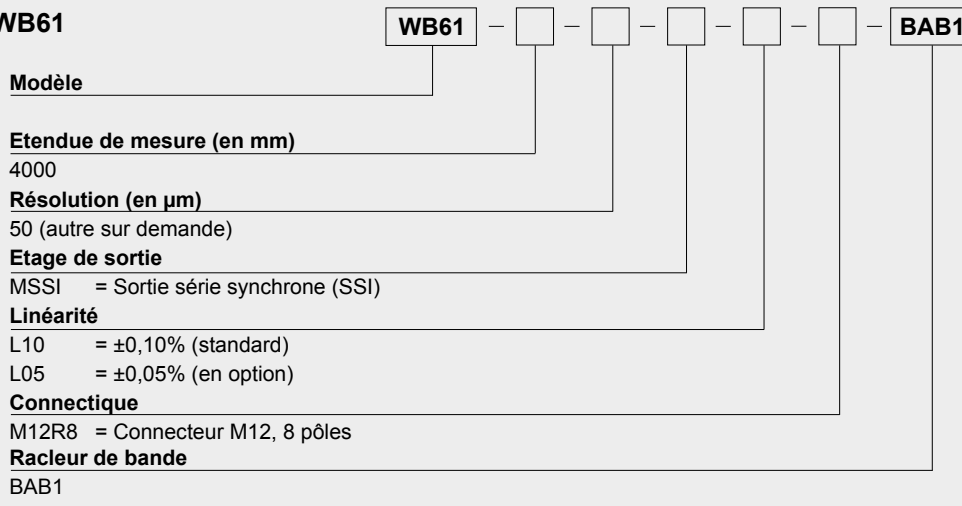 WB61
WB61 – – – – – – BAB1
Modèle
Etendue de mesure (en mm)
4000
Résolution (en µm)
50 (autre sur demande)
Etage de sortie
MSSI = Sortie série synchrone (SSI)
Linéarité
L10 = ±0,10% (standard)
L05 = ±0,05% (en option)
Connectique
M12R8 = Connecteur M12, 8 pôles
Racleur de bande
BAB1